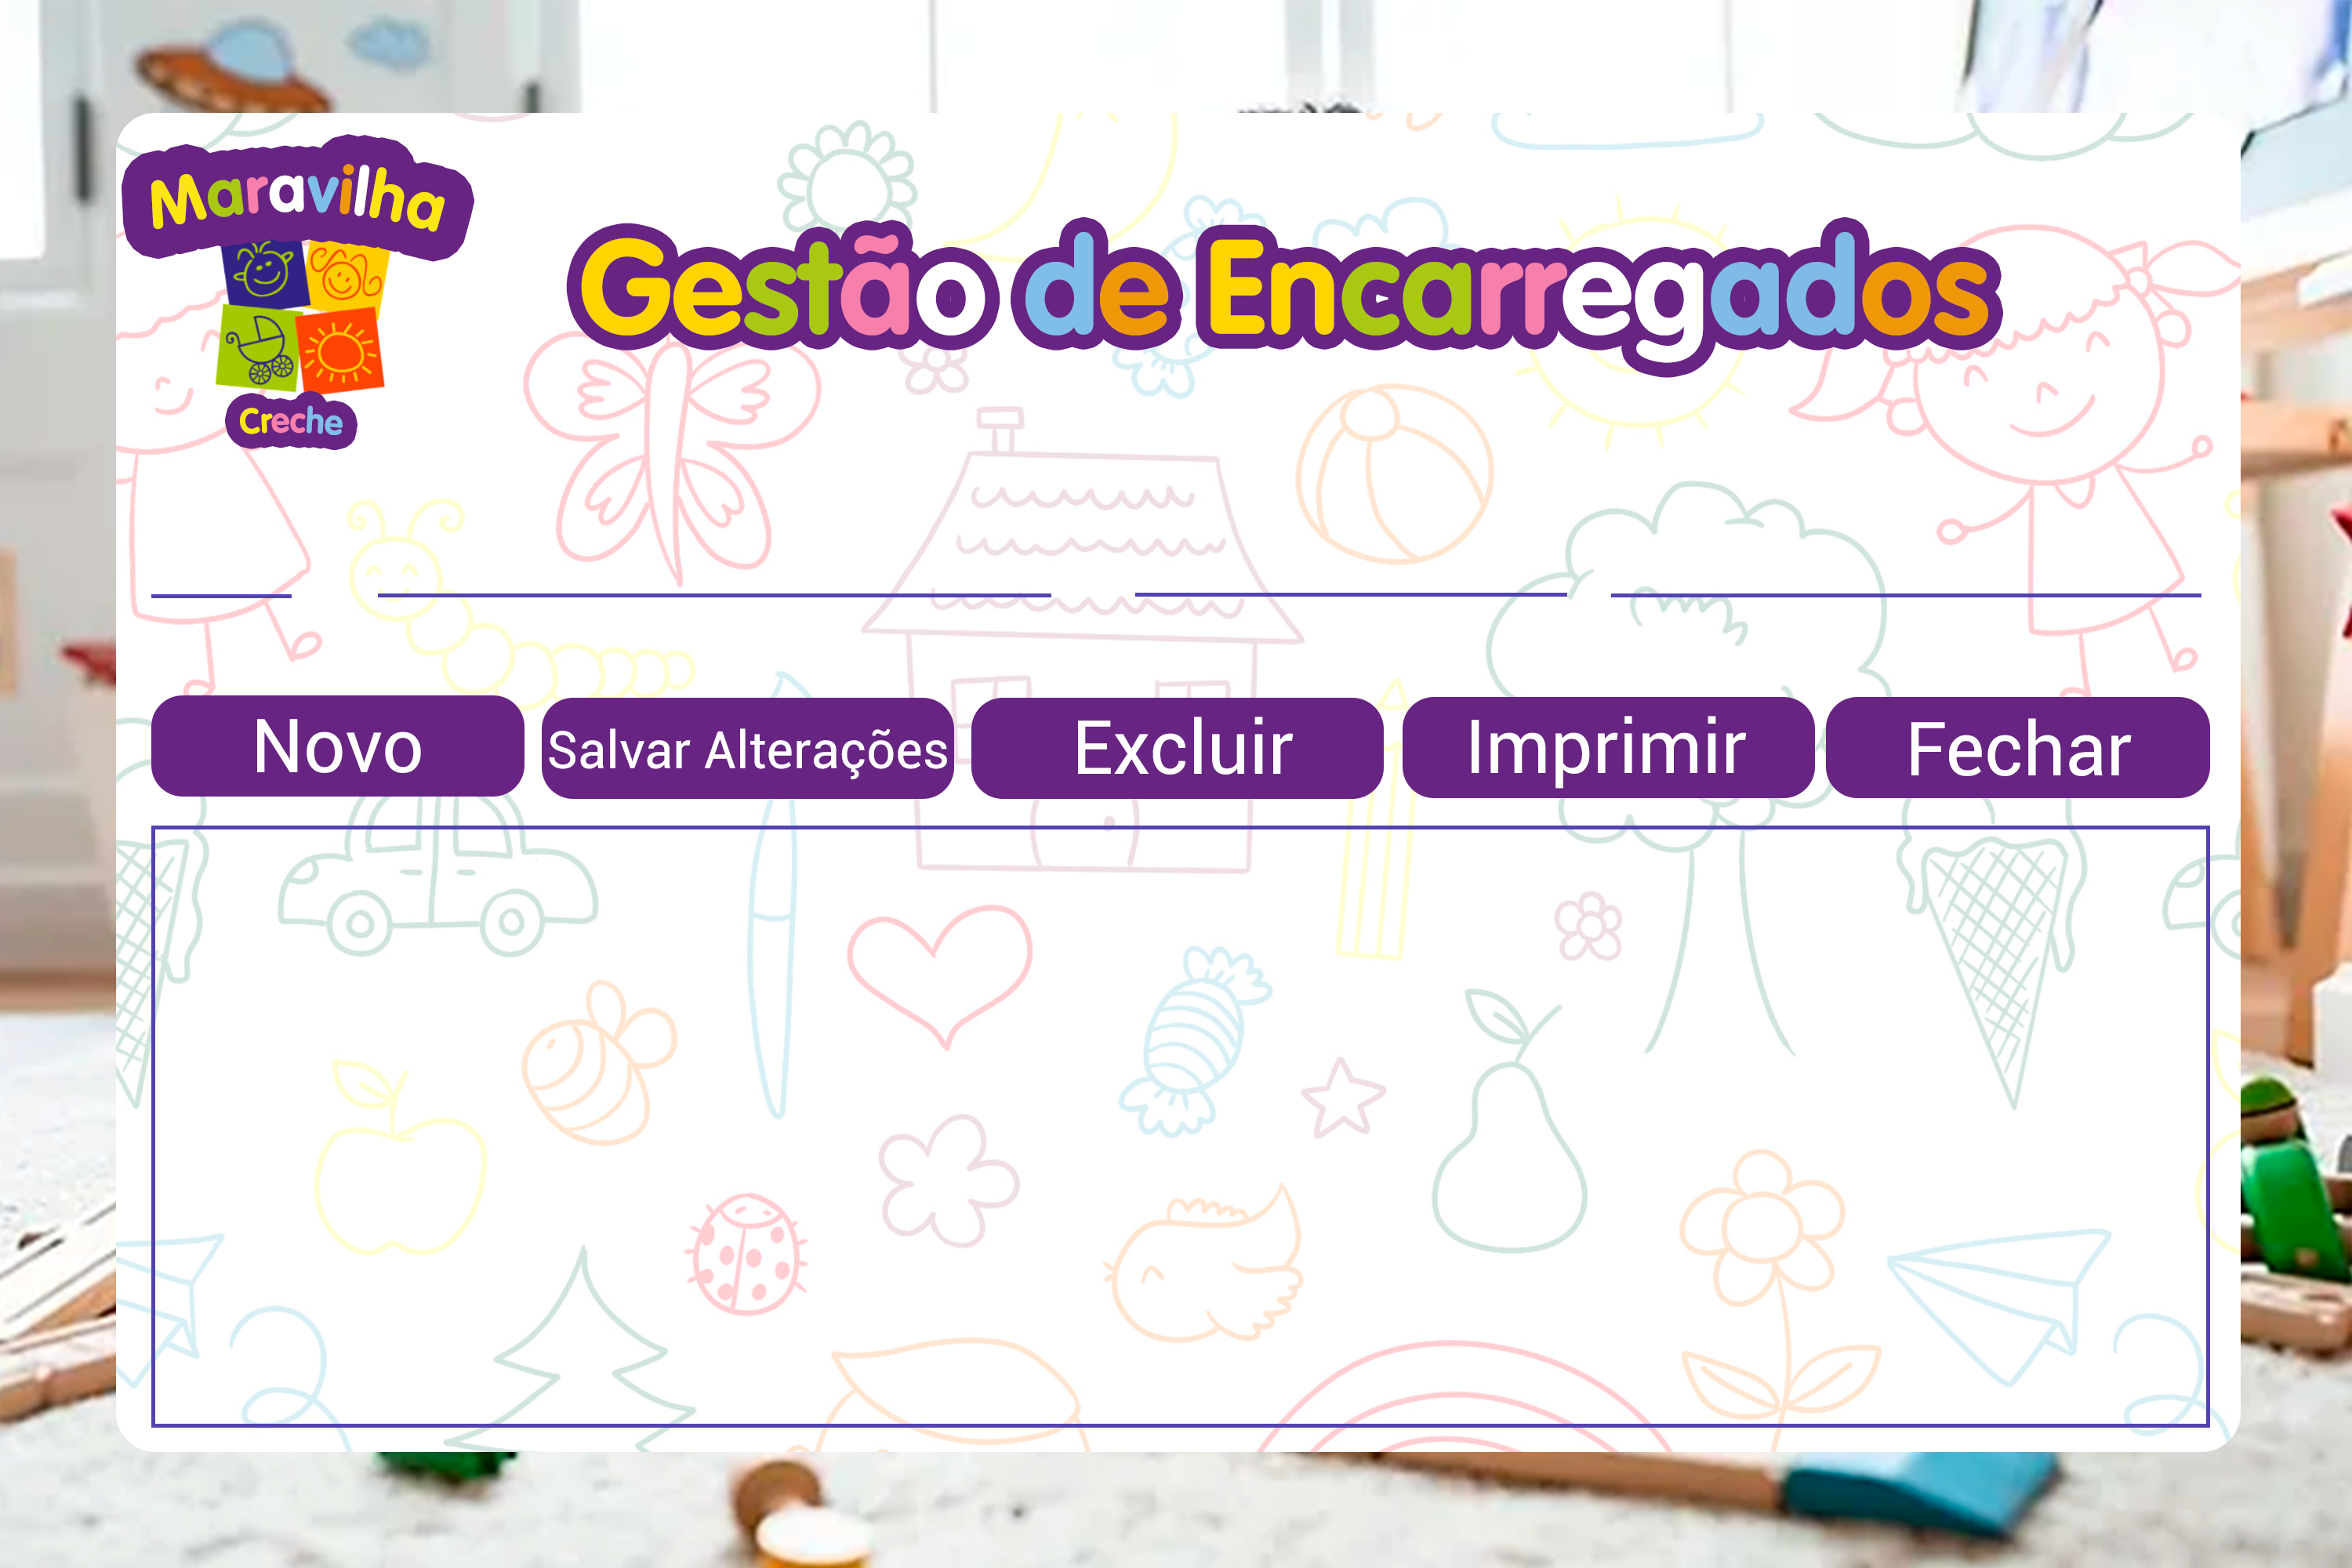 Maravilha
Creche
Gestão de Encarregados
Novo
Salvar Alterações
Excluir
Imprimir
Fechar